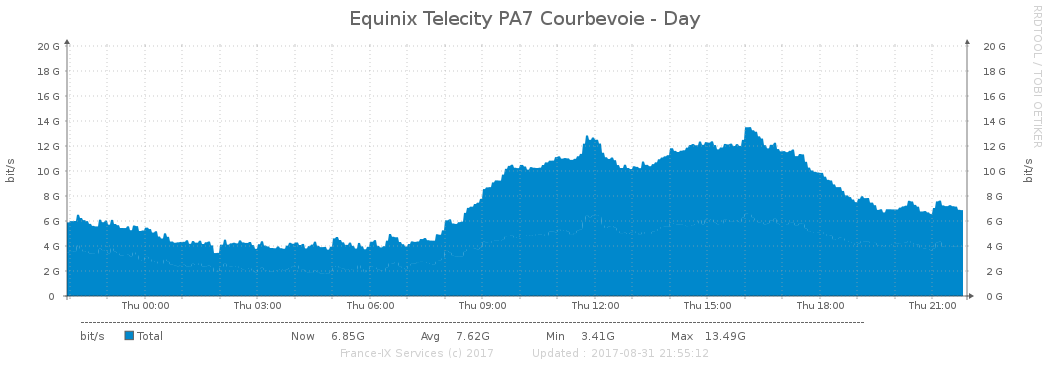 Equinix Telecity PA7 Courbevoie - Day
RRDTOOL / TOBI OETIKER
20 G 20 G
18 G 18 G
16 G 16 G
14 G 14 G
12 G 12 G
10 G 10 G
8 G 8 G
6 G 6 G
4 G 4 G
2 G 2 G
0 0 G
bit/s
bit/s
Thu 00:00 Thu 03:00 Thu 06:00 Thu 09:00 Thu 12:00 Thu 15:00 Thu 18:00 Thu 21:00
bit/s Total Now 6.85G Avg 7.62G Min 3.41G Max 13.49G
France-IX Services (c) 2017 Updated : 2017-08-31 21:55:12